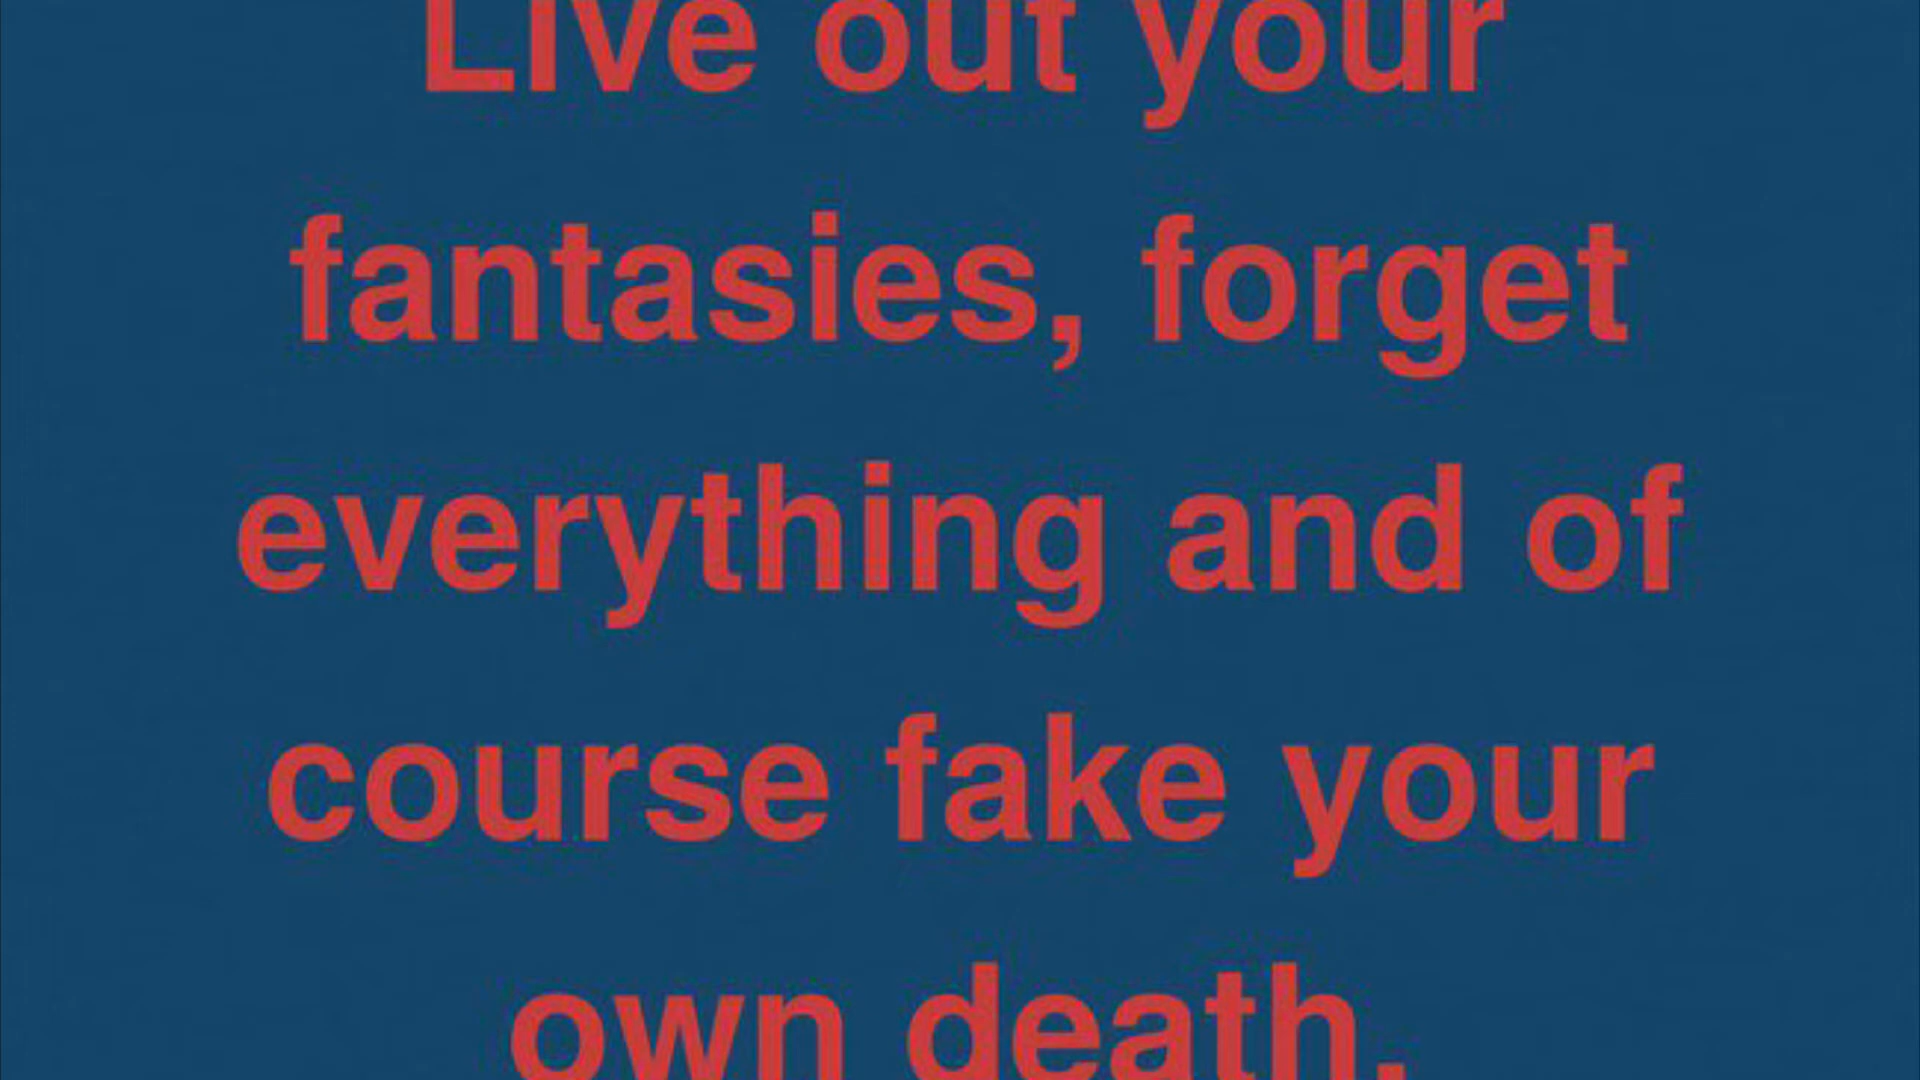 Live out your
fantasies, forget
everything and of
course fake your
own death.